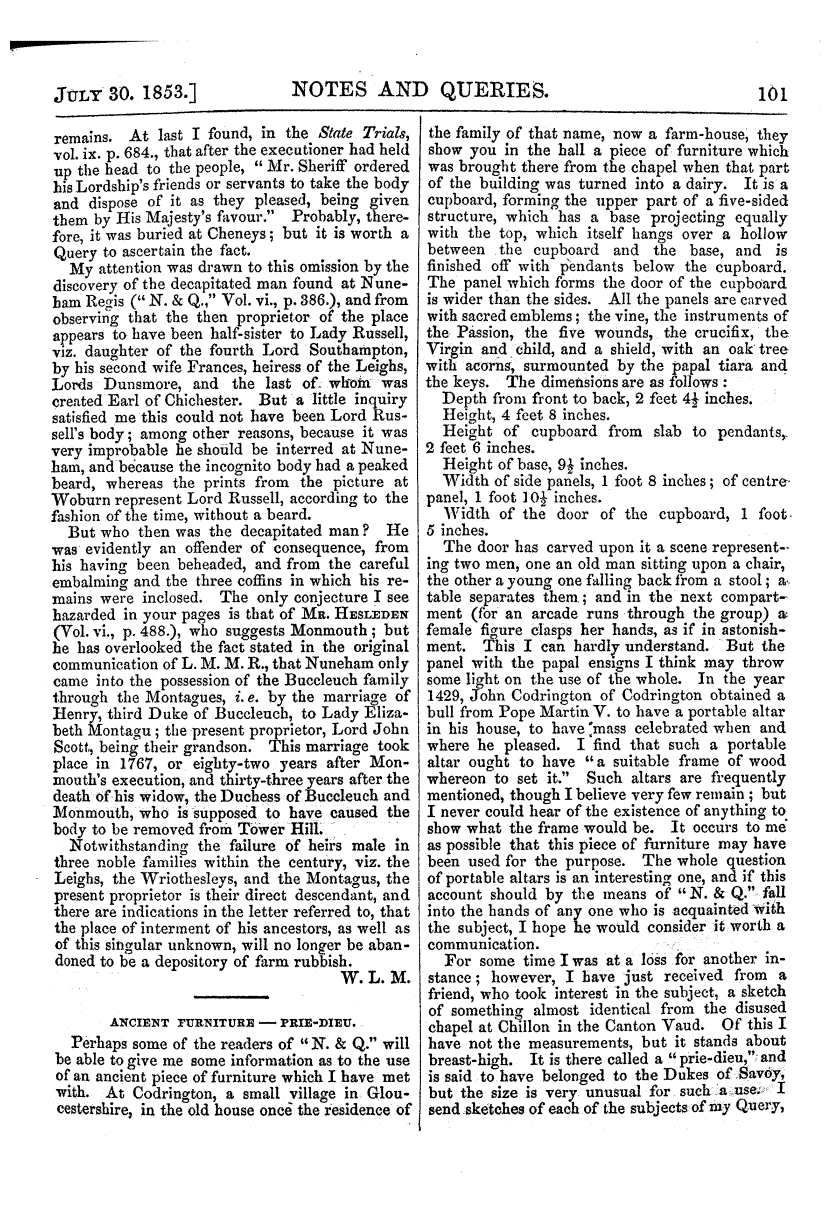 JULY 30. 1853.] NOTES AND QUERIES. 101
remains. At last I found, in the State Trials,
vol. ix. p. 684., that after the executioner had held
up the head to the people, “Mr. Sheriff ordered
his Lordship's friends or servants to take the body
and dispose of it as they pleased, being given
them by His Majesty's favour.” Probably, there-
fore, it was buried at Cheneys; but it is worth a
Query to ascertain the fact.
My attention was drawn to this omission by the
discovery of the decapitated man found at Nune-
ham Regis (“N. & Q.,” Vol. vi., p. 386.), and from
observing that the then proprietor of the place
appears to have been half-sister to Lady Russell,
viz. daughter of the fourth Lord Southampton,
by his second wife Frances, heiress of the Leighs,
Lords Dunsmore, and the last of whom was
created Earl of Chichester. But a little inquiry
satisfied me this could not have been Lord Rus-
sell's body; among other reasons, because it was
very improbable he should be interred at Nune-
ham, and because the incognito body had a peaked
beard, whereas the prints from the picture at
Woburn represent Lord Russell, according to the
fashion of the time, without a beard.
But who then was the decapitated man? He
was evidently an offender of consequence, from
his having been beheaded, and from the careful
embalming and the three coffins in which his re-
mains were inclosed. The only conjecture I see
hazarded in your pages is that of MR. HESLEDEN
(Vol. vi., p. 488.), who suggests Monmouth; but
he has overlooked the fact stated in the original
communication of L. M. M. R., that Nuneham only
came into the possession of the Buccleuch family
through the Montagues, i. e. by the marriage of
Henry, third Duke of Buccleuch, to Lady Eliza-
beth Montagu; the present proprietor, Lord John
Scott, being their grandson. This marriage took
place in 1767, or eighty-two years after Mon-
mouth's execution, and thirty-three years after the
death of his widow, the Duchess of Buccleuch and
Monmouth, who is supposed to have caused the
body to be removed from Tower Hill.
Notwithstanding the failure of heirs male in
three noble families within the century, viz. the
Leighs, the Wriothesleys, and the Montagus, the
present proprietor is their direct descendant, and
there are indications in the letter referred to, that
the place of interment of his ancestors, as well as
of this singular unknown, will no longer be aban-
doned to be a depository of farm rubbish.
W. L. M.
ANCIENT FURNITURE — PRIE-DIEU.
Perhaps some of the readers of “N. & Q.” will
be able to give me some information as to the use
of an ancient piece of furniture which I have met
with. At Codrington, a small village in Glou-
cestershire, in the old house once the residence of
the family of that name, now a farm-house, they
show you in the hall a piece of furniture which
was brought there from the chapel when that part
of the building was turned into a dairy. It is a
cupboard, forming the upper part of a five-sided
structure, which has a base projecting equally
with the top, which itself hangs over a hollow
between the cupboard and the base, and is
finished off with pendants below the cupboard.
The panel which forms the door of the cupboard
is wider than the sides. All the panels are carved
with sacred emblems; the vine, the instruments of
the Passion, the five wounds, the crucifix, the
Virgin and child, and a shield, with an oak tree
with acorns, surmounted by the papal tiara and
the keys. The dimensions are as follows:
Depth from front to back, 2 feet 4½ inches.
Height, 4 feet 8 inches.
Height of cupboard from slab to pendants,
2 feet 6 inches.
Height of base, 9½ inches.
Width of side panels, 1 foot 8 inches; of centre
panel, 1 foot 10½ inches.
Width of the door of the cupboard, 1 foot
5 inches.
The door has carved upon it a scene represent-
ing two men, one an old man sitting upon a chair,
the other a young one falling back from a stool; a
table separates them; and in the next compart-
ment (for an arcade runs through the group) a
female figure clasps her hands, as if in astonish-
ment. This I can hardly understand. But the
panel with the papal ensigns I think may throw
some light on the use of the whole. In the year
1429, John Codrington of Codrington obtained a
bull from Pope Martin V. to have a portable altar
in his house, to have mass celebrated when and
where he pleased. I find that such a portable
altar ought to have “a suitable frame of wood
whereon to set it.” Such altars are frequently
mentioned, though I believe very few remain; but
I never could hear of the existence of anything to
show what the frame would be. It occurs to me
as possible that this piece of furniture may have
been used for the purpose. The whole question
of portable altars is an interesting one, and if this
account should by the means of “N. & Q.” fall
into the hands of any one who is acquainted with
the subject, I hope he would consider it worth a
communication.
For some time I was at a loss for another in-
stance; however, I have just received from a
friend, who took interest in the subject, a sketch
of something almost identical from the disused
chapel at Chillon in the Canton Vaud. Of this I
have not the measurements, but it stands about
breast-high. It is there called a “prie-dieu,” and
is said to have belonged to the Dukes of Savoy,
but the size is very unusual for such a use. I
send sketches of each of the subjects of my Query,